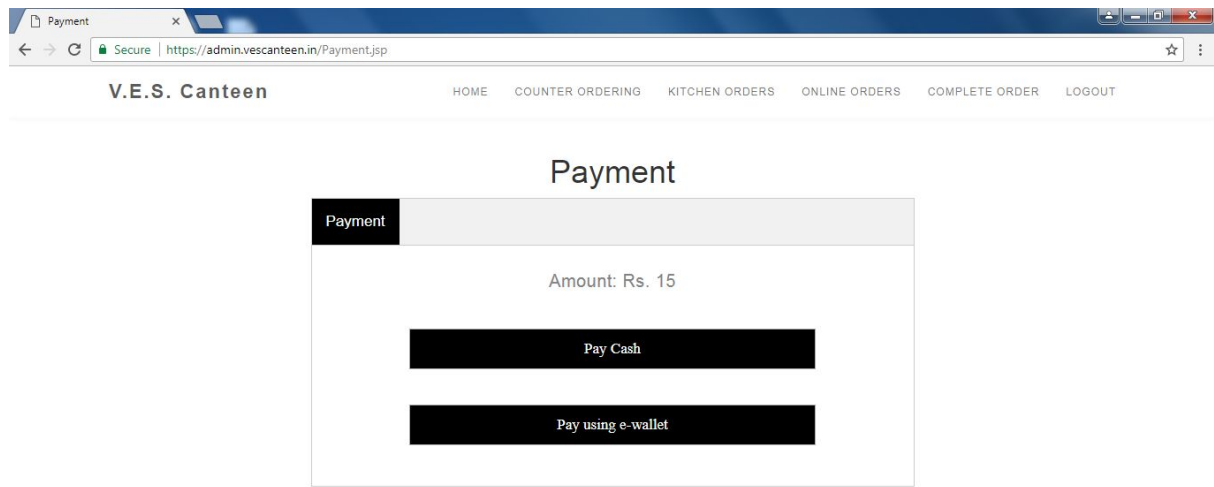 Payment
Secure | https://admin.vescanteen.in/Payment.jsp
V.E.S. Canteen HOME COUNTER ORDERING KITCHEN ORDERS ONLINE ORDERS COMPLETE ORDER LOGOUT
Payment
Payment
Amount: Rs. 15
Pay Cash
Pay using e-wallet